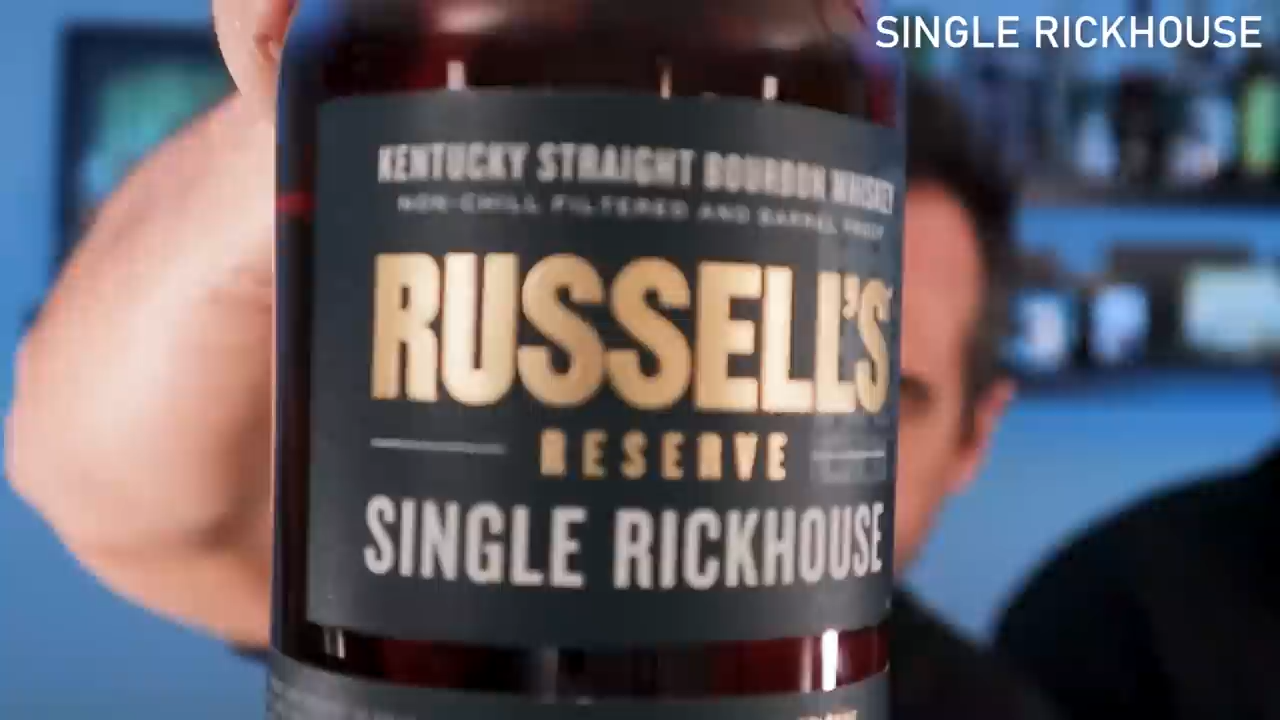 SINGLE RICKHOUSE
KENTUCKY STRAIGHT BOURBON WHISKEY
NON-CHILL FILTERED AND BARREL PROOF
RUSSELL'S
RESERVE
SINGLE RICKHOUSE